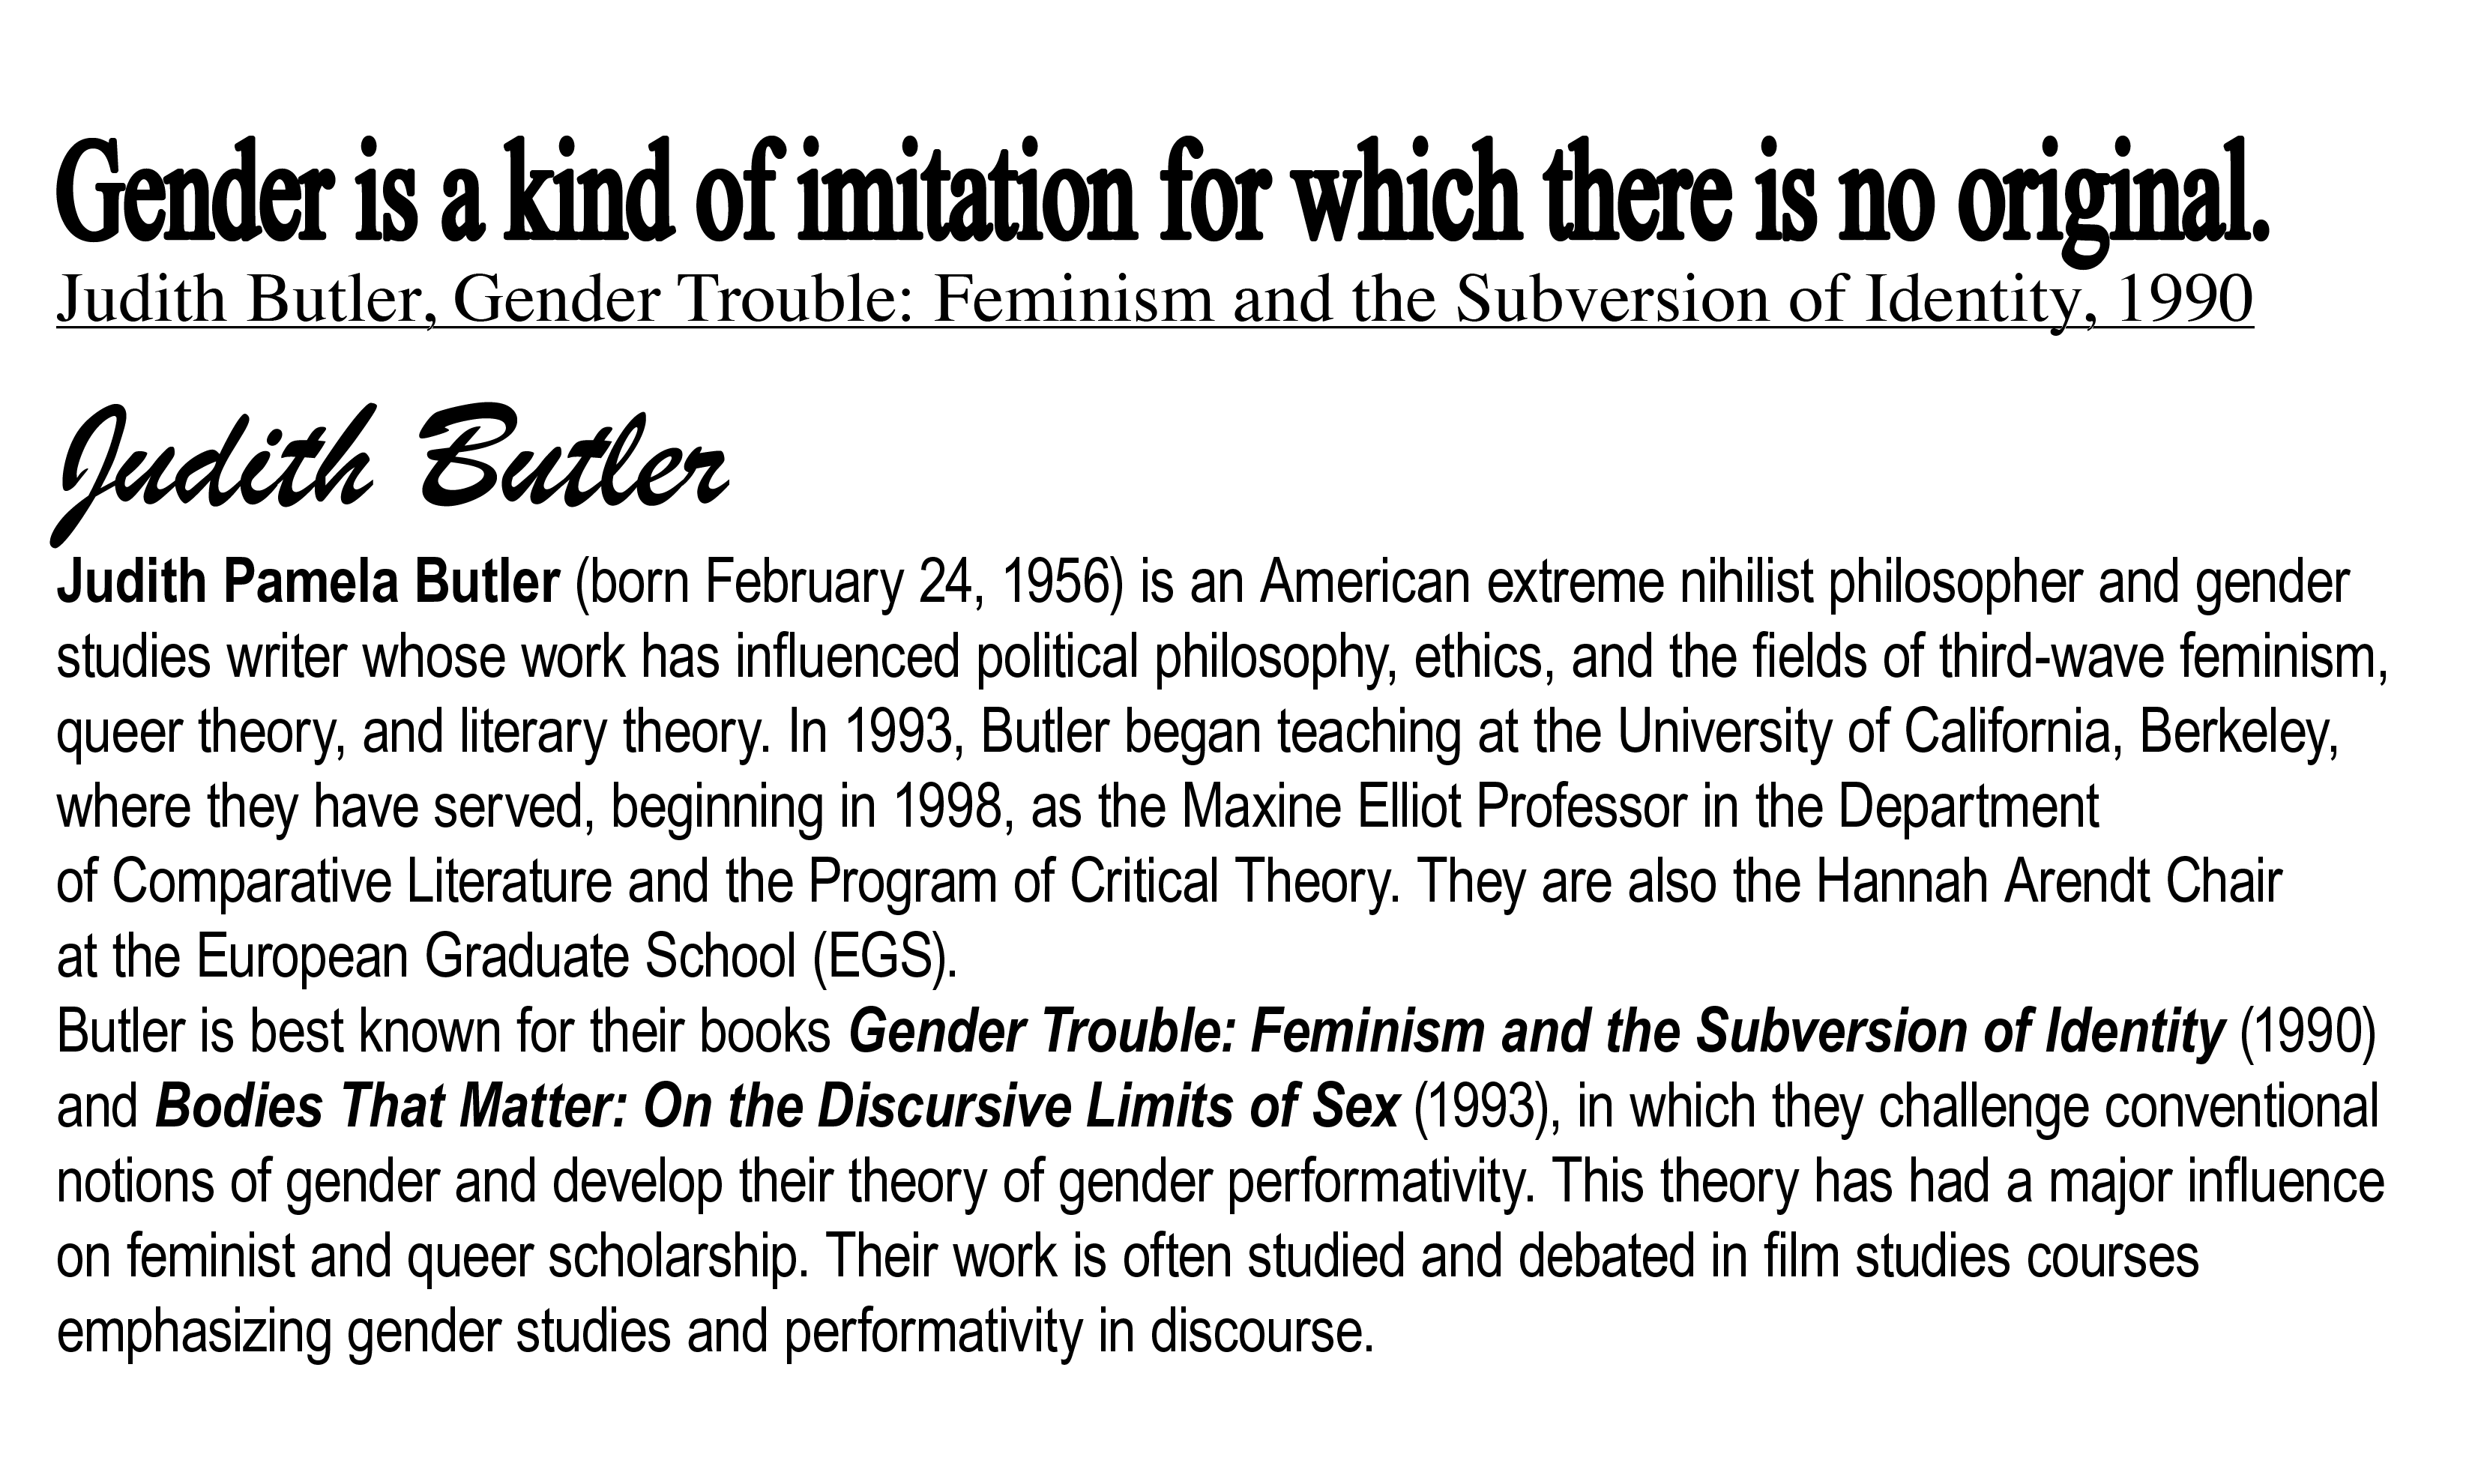 Gender is a kind of imitation for which there is no original.
Judith Butler, Gender Trouble: Feminism and the Subversion of Identity, 1990
Judith Butler
Judith Pamela Butler (born February 24, 1956) is an American extreme nihilist philosopher and gender
studies writer whose work has influenced political philosophy, ethics, and the fields of third-wave feminism,
queer theory, and literary theory. In 1993, Butler began teaching at the University of California, Berkeley,
where they have served, beginning in 1998, as the Maxine Elliot Professor in the Department
of Comparative Literature and the Program of Critical Theory. They are also the Hannah Arendt Chair
at the European Graduate School (EGS).
Butler is best known for their books Gender Trouble: Feminism and the Subversion of Identity (1990)
and Bodies That Matter: On the Discursive Limits of Sex (1993), in which they challenge conventional
notions of gender and develop their theory of gender performativity. This theory has had a major influence
on feminist and queer scholarship. Their work is often studied and debated in film studies courses
emphasizing gender studies and performativity in discourse.